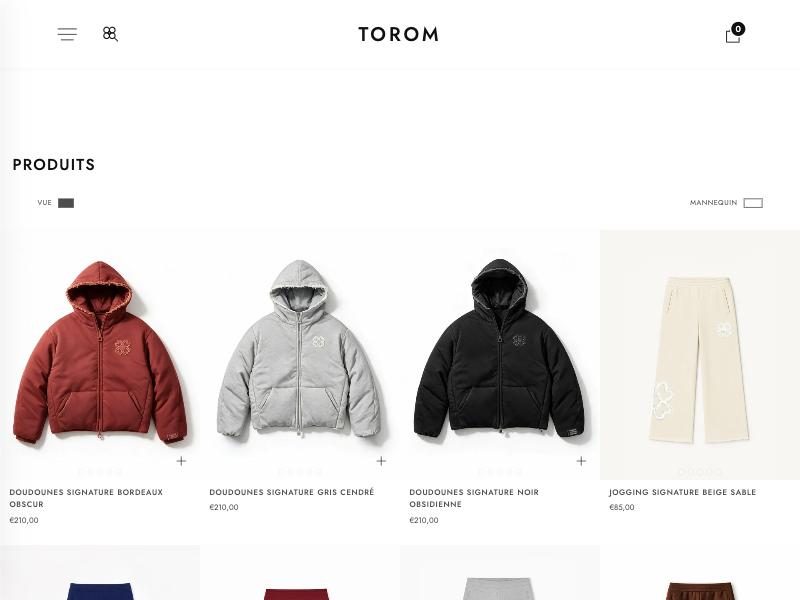 TOROM
0
PRODUITS
VUE
MANNEQUIN
DOUDOUNES SIGNATURE BORDEAUX
OBSCUR
€210,00
DOUDOUNES SIGNATURE GRIS CENDRÉ
€210,00
DOUDOUNES SIGNATURE NOIR
OBSIDIENNE
€210,00
JOGGING SIGNATURE BEIGE SABLE
€85,00